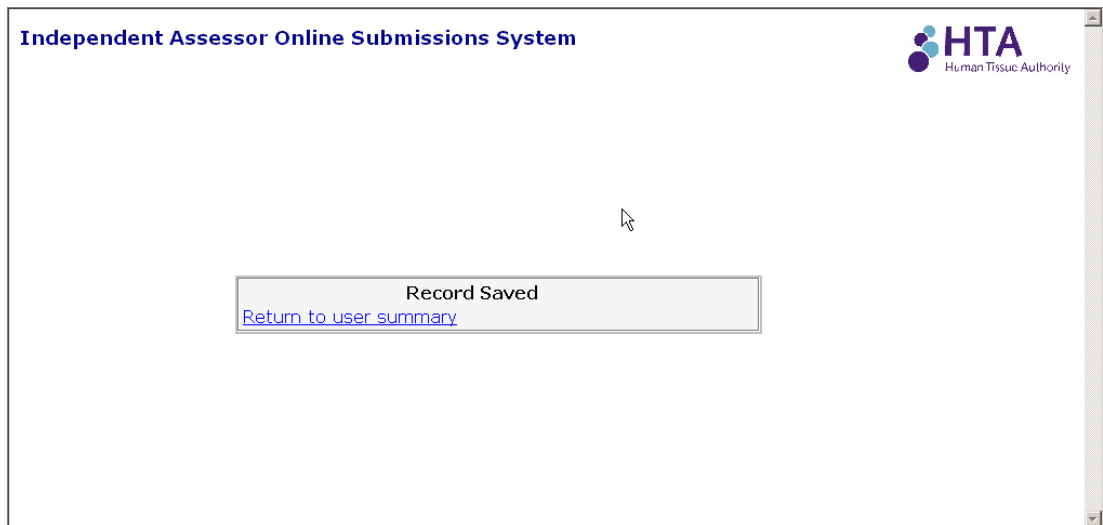 Independent Assessor Online Submissions System
HTA
Human Tissue Authority
Record Saved
Return to user summary